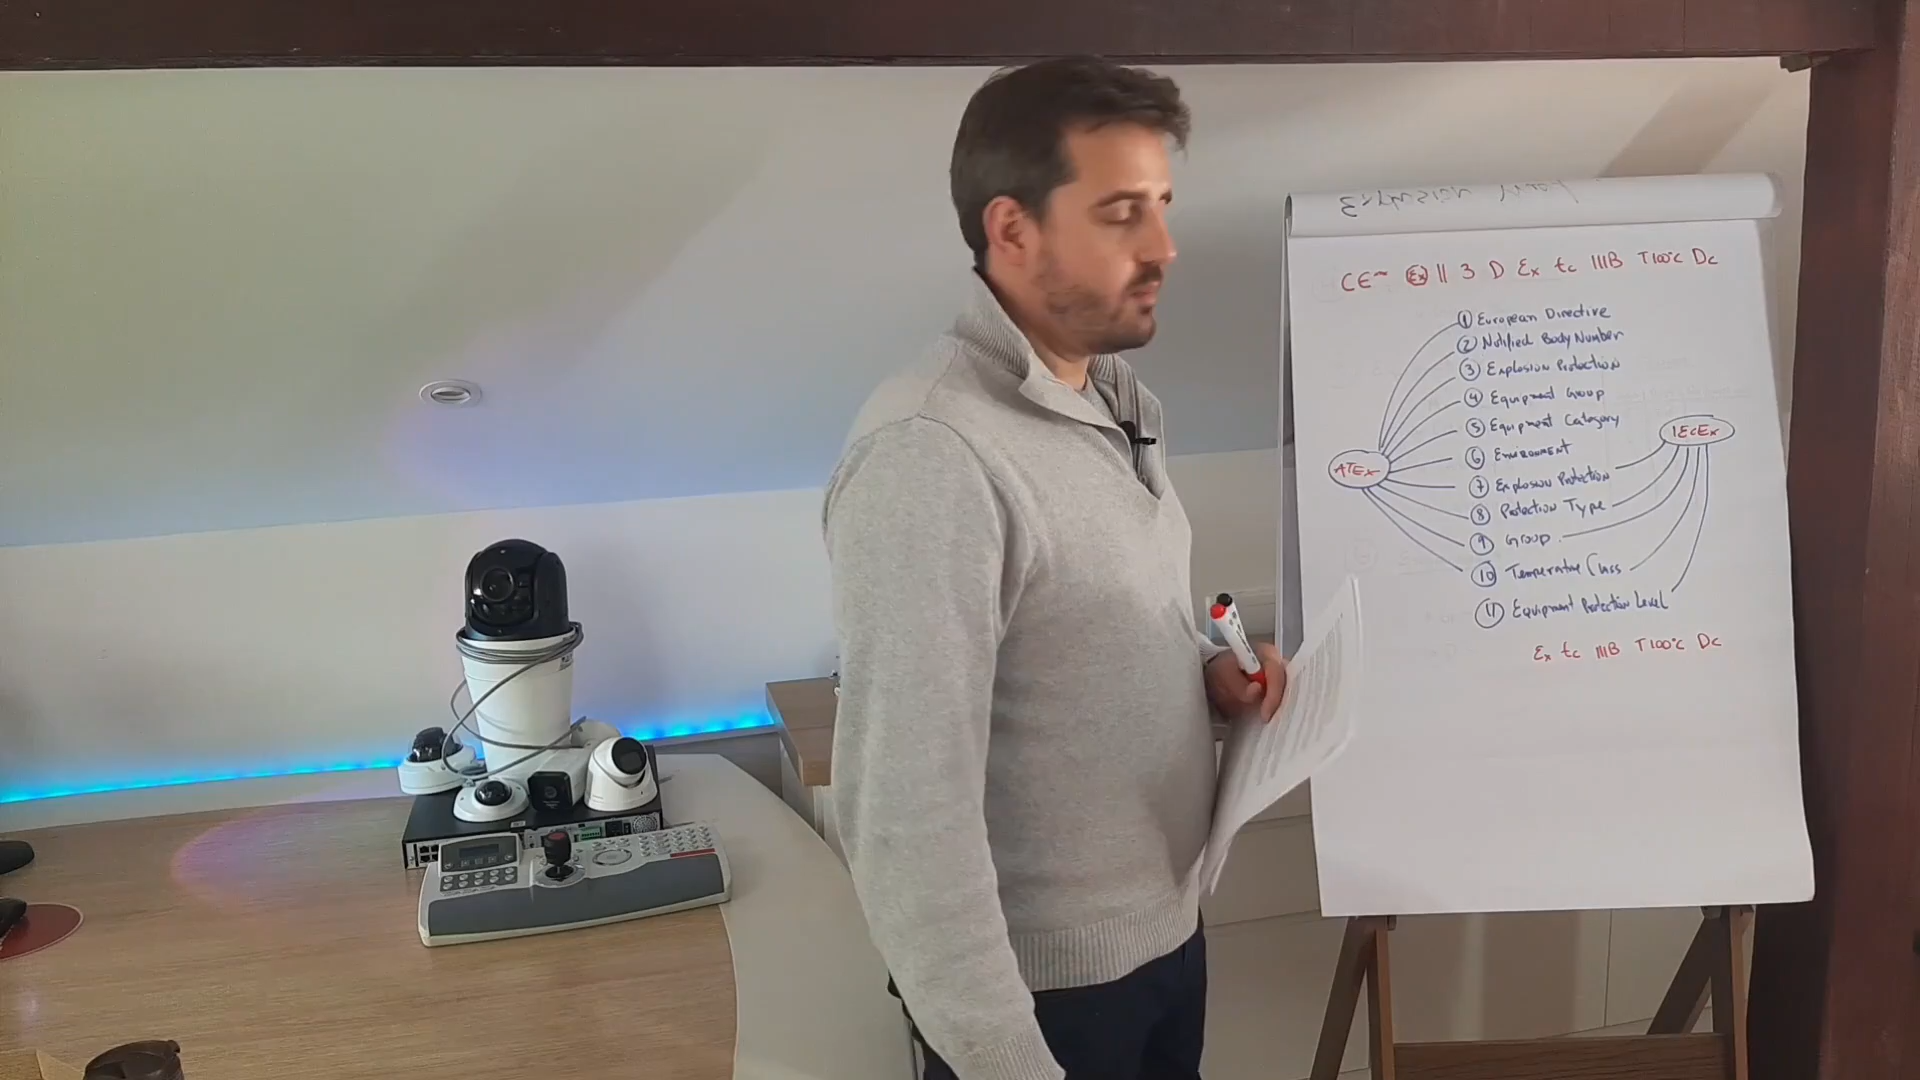 CE~ Ex II 3 D Ex tc IIIB T100°C Dc
1 European Directive
2 Notified Body Number
3 Explosion Protection
4 Equipment Group
5 Equipment Category
6 Environment
7 Explosion Protection
8 Protection Type
9 Group
10 Temperature Class
11 Equipment Protection Level
ATEx
IECEx
Ex tc IIIB T100°C Dc